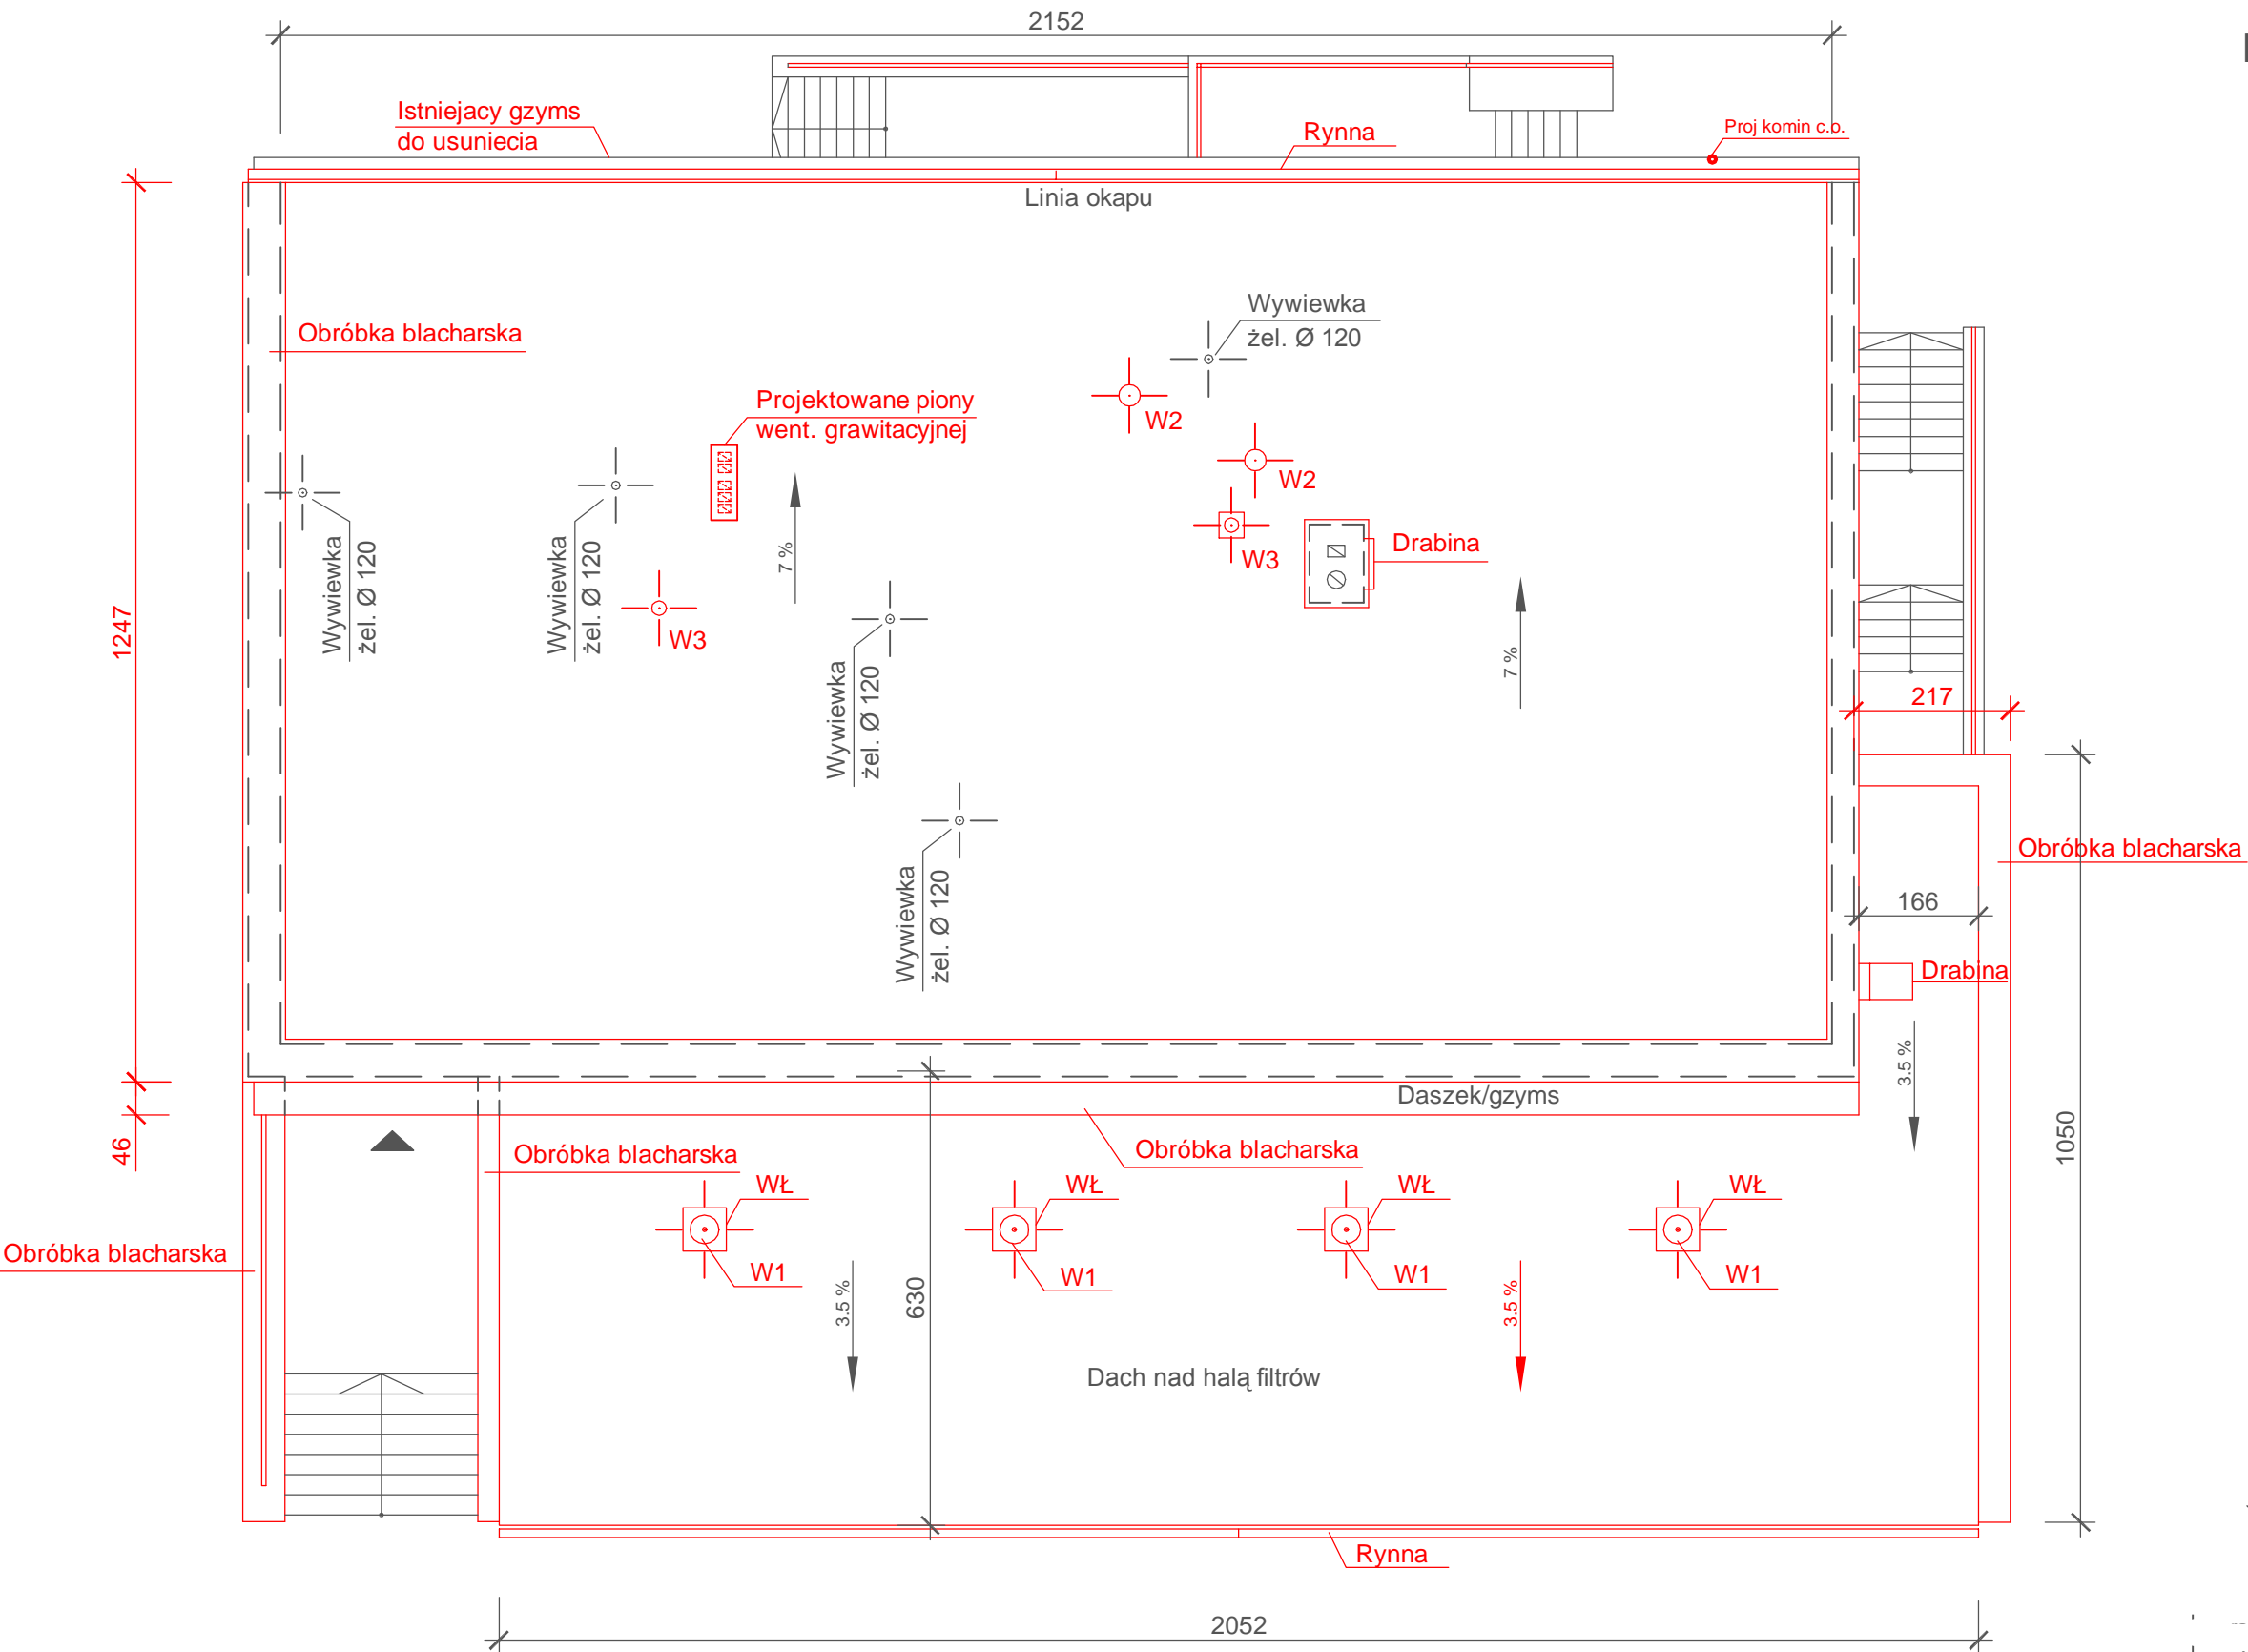 2152
Istniejacy gzyms
do usuniecia
Rynna
Proj komin c.o.
Linia okapu
Wywiewka
żel. Ø 120
Obróbka blacharska
Projektowane piony
went. grawitacyjnej
W2
W2
W3
Drabina
7 %
Wywiewka
żel. Ø 120
Wywiewka
żel. Ø 120
W3
1247
7 %
Wywiewka
żel. Ø 120
217
Obróbka blacharska
Wywiewka
żel. Ø 120
166
Drabina
3.5 %
Daszek/gzyms
1050
46
Obróbka blacharska
Obróbka blacharska
WŁ
WŁ
WŁ
WŁ
Obróbka blacharska
W1
W1
W1
W1
3.5 %
630
3.5 %
Dach nad halą filtrów
Rynna
2052